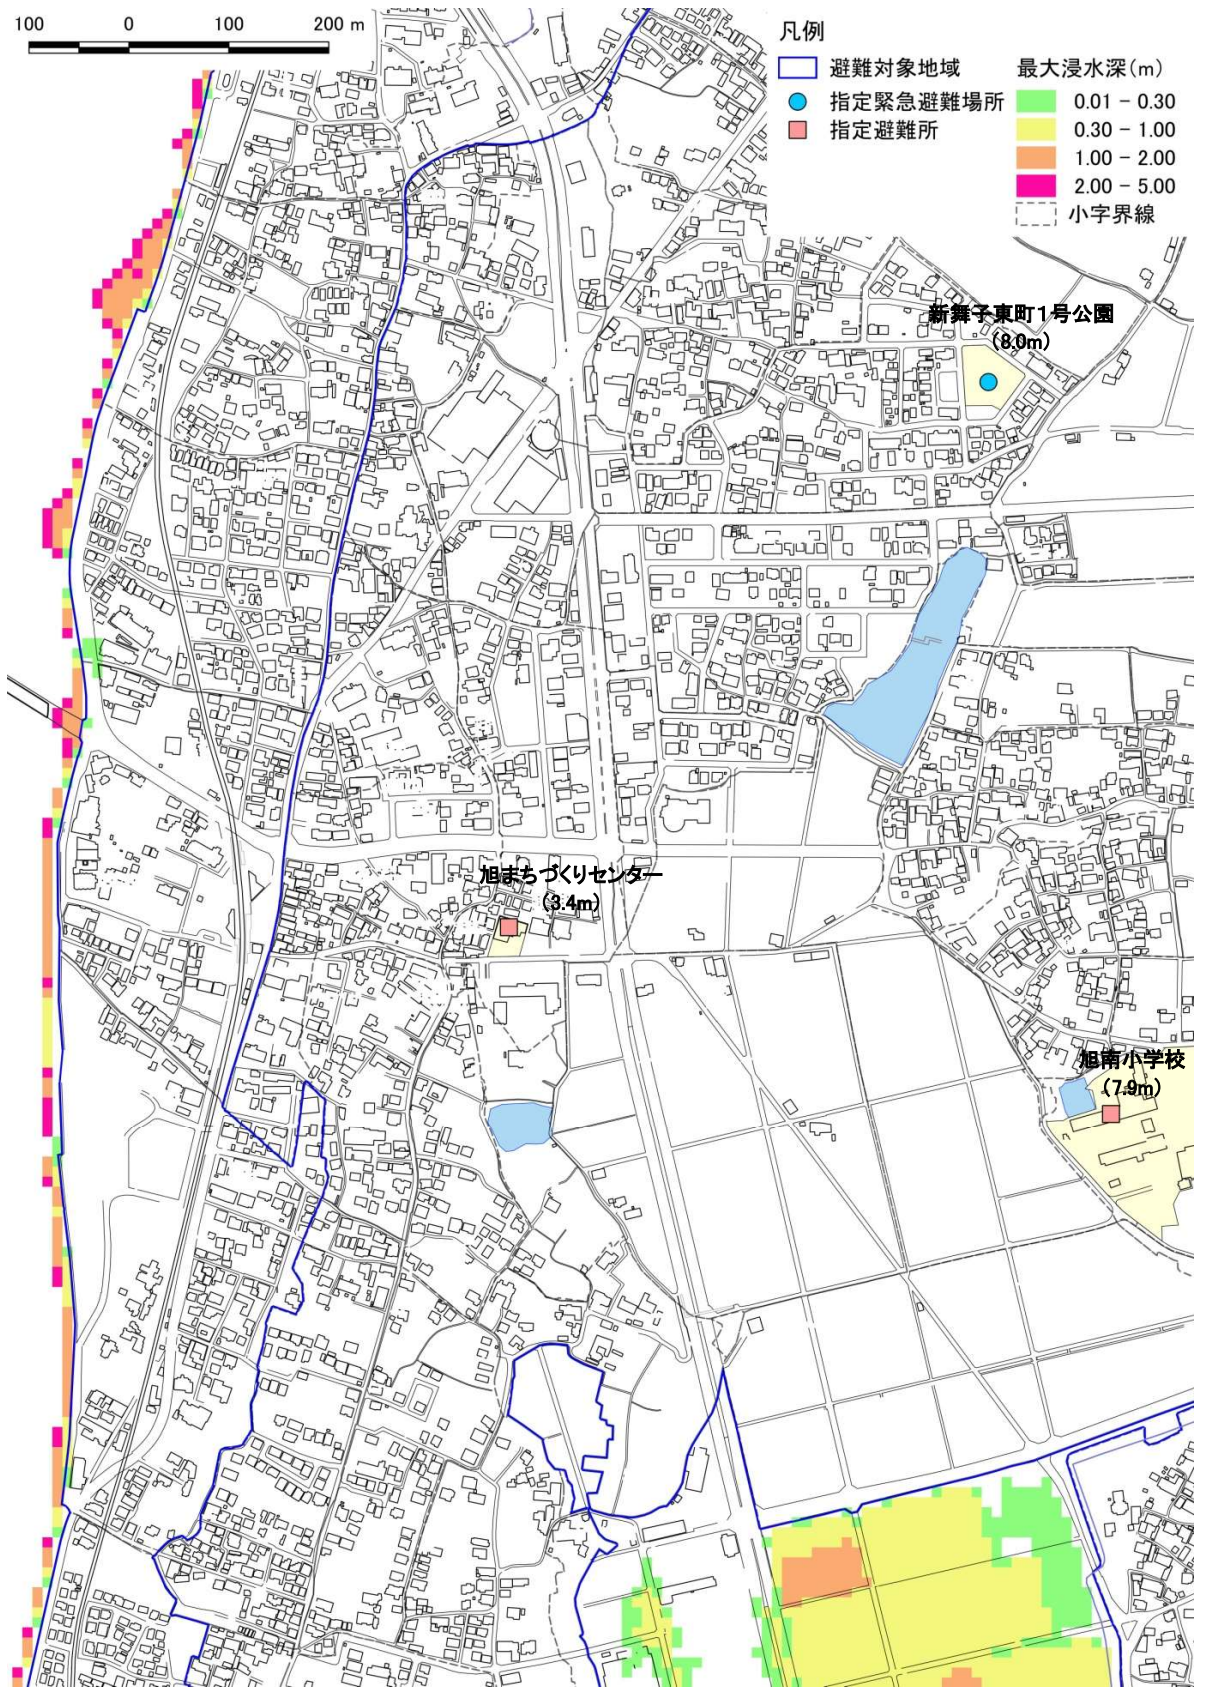 100 0 100 200 m
凡例
避難対象地域
指定緊急避難場所
指定避難所
最大浸水深(m)
0.01 - 0.30
0.30 - 1.00
1.00 - 2.00
2.00 - 5.00
小字界線
新舞子東町1号公園
(8.0m)
旭まちづくりセンター
(3.4m)
旭南小学校
(7.9m)